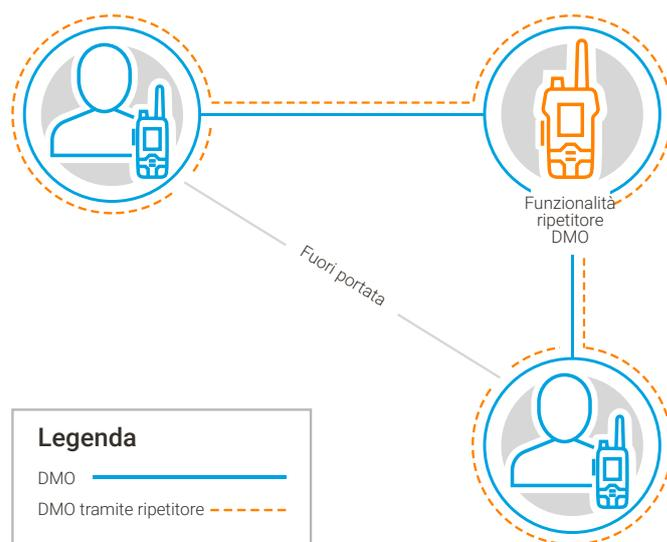 Funzionalità
ripetitore
DMO
Fuori portata
Legenda
DMO
DMO tramite ripetitore